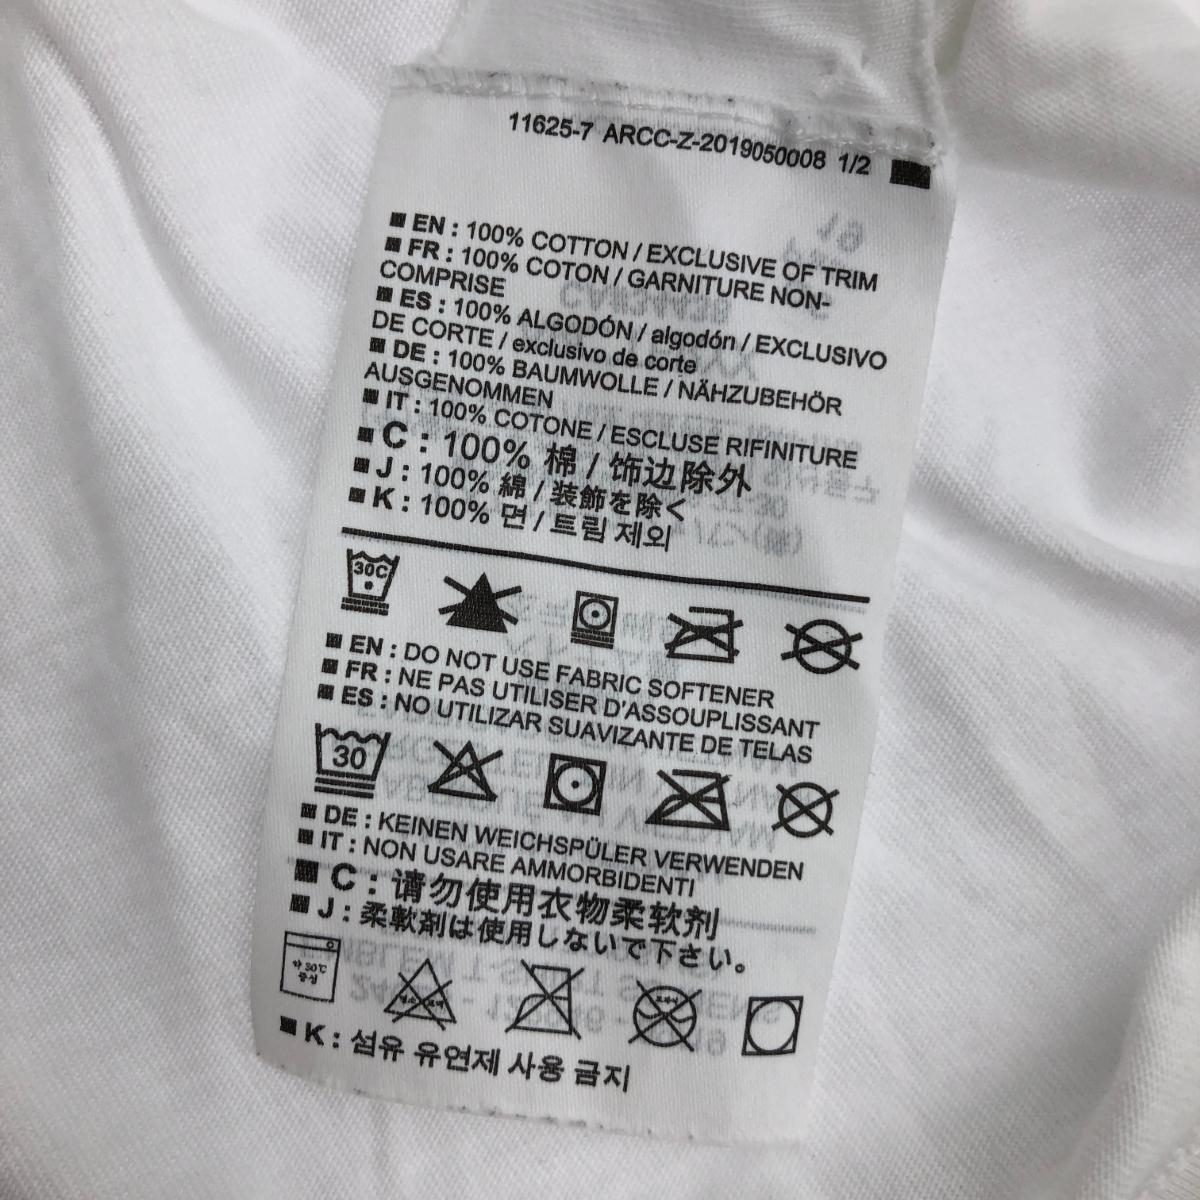 11625-7 ARCC-Z-2019050008 1/2
EN : 100% COTTON / EXCLUSIVE OF TRIM
FR : 100% COTON / GARNITURE NON-
COMPRISE
ES : 100% ALGODÓN / algodón / EXCLUSIVO
DE CORTE / exclusivo de corte
DE : 100% BAUMWOLLE / NÄHZUBEHÖR
AUSGENOMMEN
IT : 100% COTONE / ESCLUSE RIFINITURE
C : 100% 棉 / 饰边除外
J : 100% 綿 / 装飾を除く
K : 100% 면 / 트림 제외
30C
EN : DO NOT USE FABRIC SOFTENER
FR : NE PAS UTILISER D'ASSOUPLISSANT
ES : NO UTILIZAR SUAVIZANTE DE TELAS
30
DE : KEINEN WEICHSPÜLER VERWENDEN
IT : NON USARE AMMORBIDENTI
C : 请勿使用衣物柔软剂
J : 柔軟剤は使用しないで下さい。
약 30℃
중성
K : 섬유 유연제 사용 금지